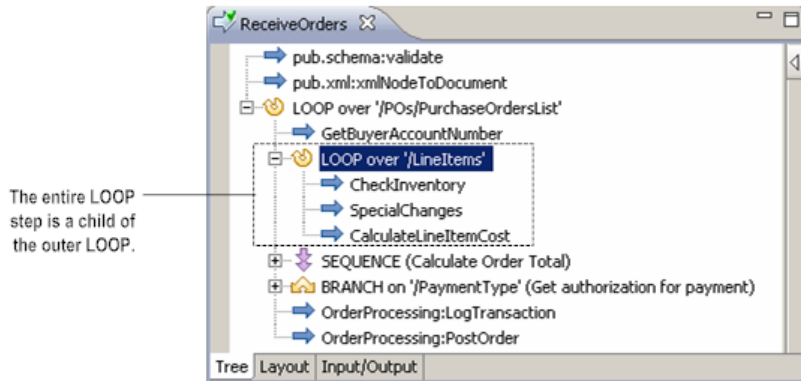 ReceiveOrders
pub.schema:validate
pub.xml:xmlNodeToDocument
LOOP over '/POs/PurchaseOrdersList'
GetBuyerAccountNumber
LOOP over '/LineItems'
CheckInventory
SpecialChanges
CalculateLineItemCost
The entire LOOP
step is a child of
the outer LOOP.
SEQUENCE (Calculate Order Total)
BRANCH on '/PaymentType' (Get authorization for payment)
OrderProcessing:LogTransaction
OrderProcessing:PostOrder
Tree Layout Input/Output